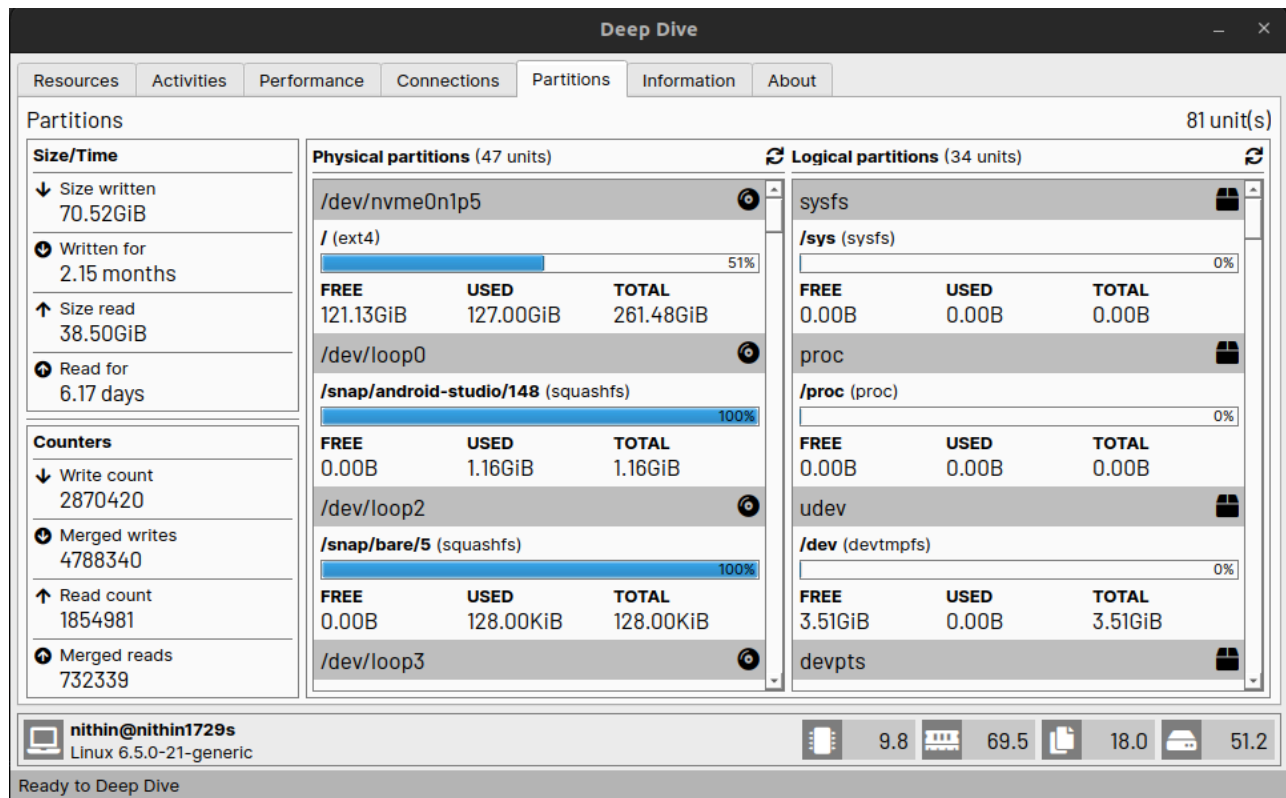 Deep Dive
Resources Activities Performance Connections Partitions Information About
Partitions 81 unit(s)
Size/Time
Size written
70.52GiB
Written for
2.15 months
Size read
38.50GiB
Read for
6.17 days
Counters
Write count
2870420
Merged writes
4788340
Read count
1854981
Merged reads
732339
Physical partitions (47 units)
/dev/nvme0n1p5
/ (ext4)
51%
FREE USED TOTAL
121.13GiB 127.00GiB 261.48GiB
/dev/loop0
/snap/android-studio/148 (squashfs)
100%
FREE USED TOTAL
0.00B 1.16GiB 1.16GiB
/dev/loop2
/snap/bare/5 (squashfs)
100%
FREE USED TOTAL
0.00B 128.00KiB 128.00KiB
/dev/loop3
Logical partitions (34 units)
sysfs
/sys (sysfs)
0%
FREE USED TOTAL
0.00B 0.00B 0.00B
proc
/proc (proc)
0%
FREE USED TOTAL
0.00B 0.00B 0.00B
udev
/dev (devtmpfs)
0%
FREE USED TOTAL
3.51GiB 0.00B 3.51GiB
devpts
nithin@nithin1729s
Linux 6.5.0-21-generic
9.8 69.5 18.0 51.2
Ready to Deep Dive